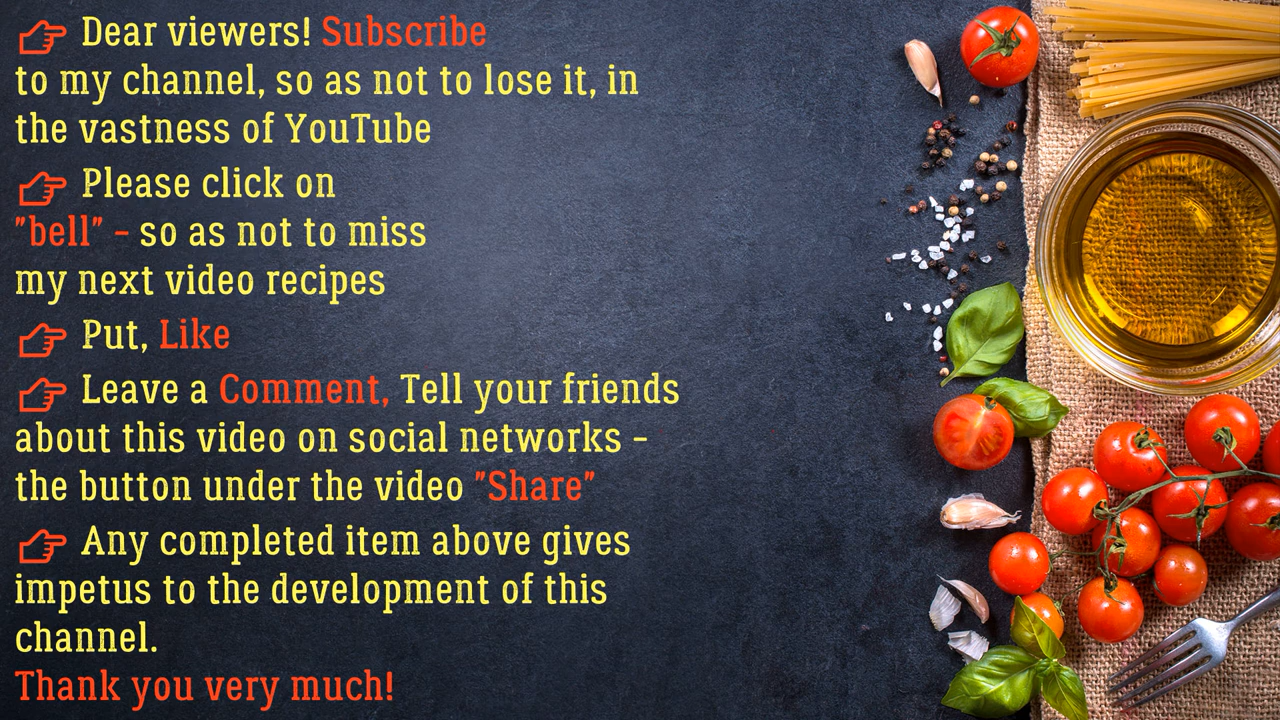 👉 Dear viewers! Subscribe
to my channel, so as not to lose it, in
the vastness of YouTube
👉 Please click on
"bell" - so as not to miss
my next video recipes
👉 Put, Like
👉 Leave a Comment, Tell your friends
about this video on social networks -
the button under the video "Share"
👉 Any completed item above gives
impetus to the development of this
channel.
Thank you very much!